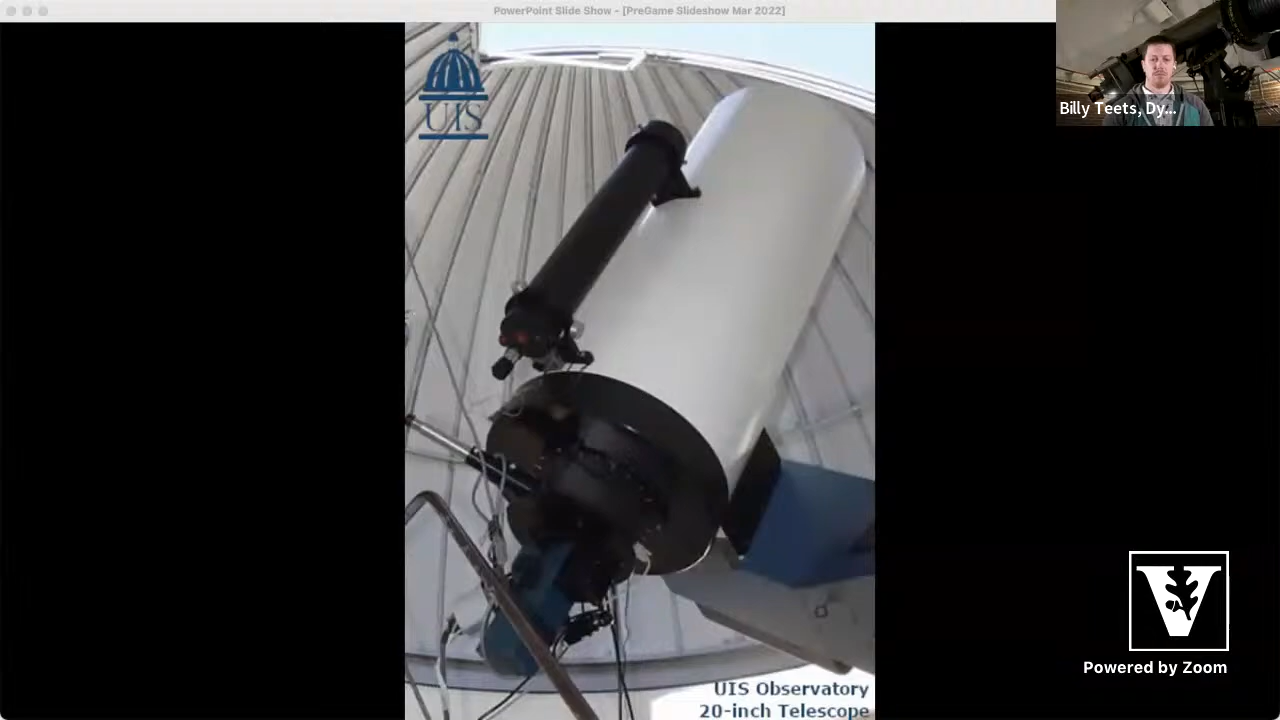 PowerPoint Slide Show - [PreGame Slideshow Mar 2022]
UIS
Billy Teets, Dy...
V
Powered by Zoom
UIS Observatory
20-inch Telescope